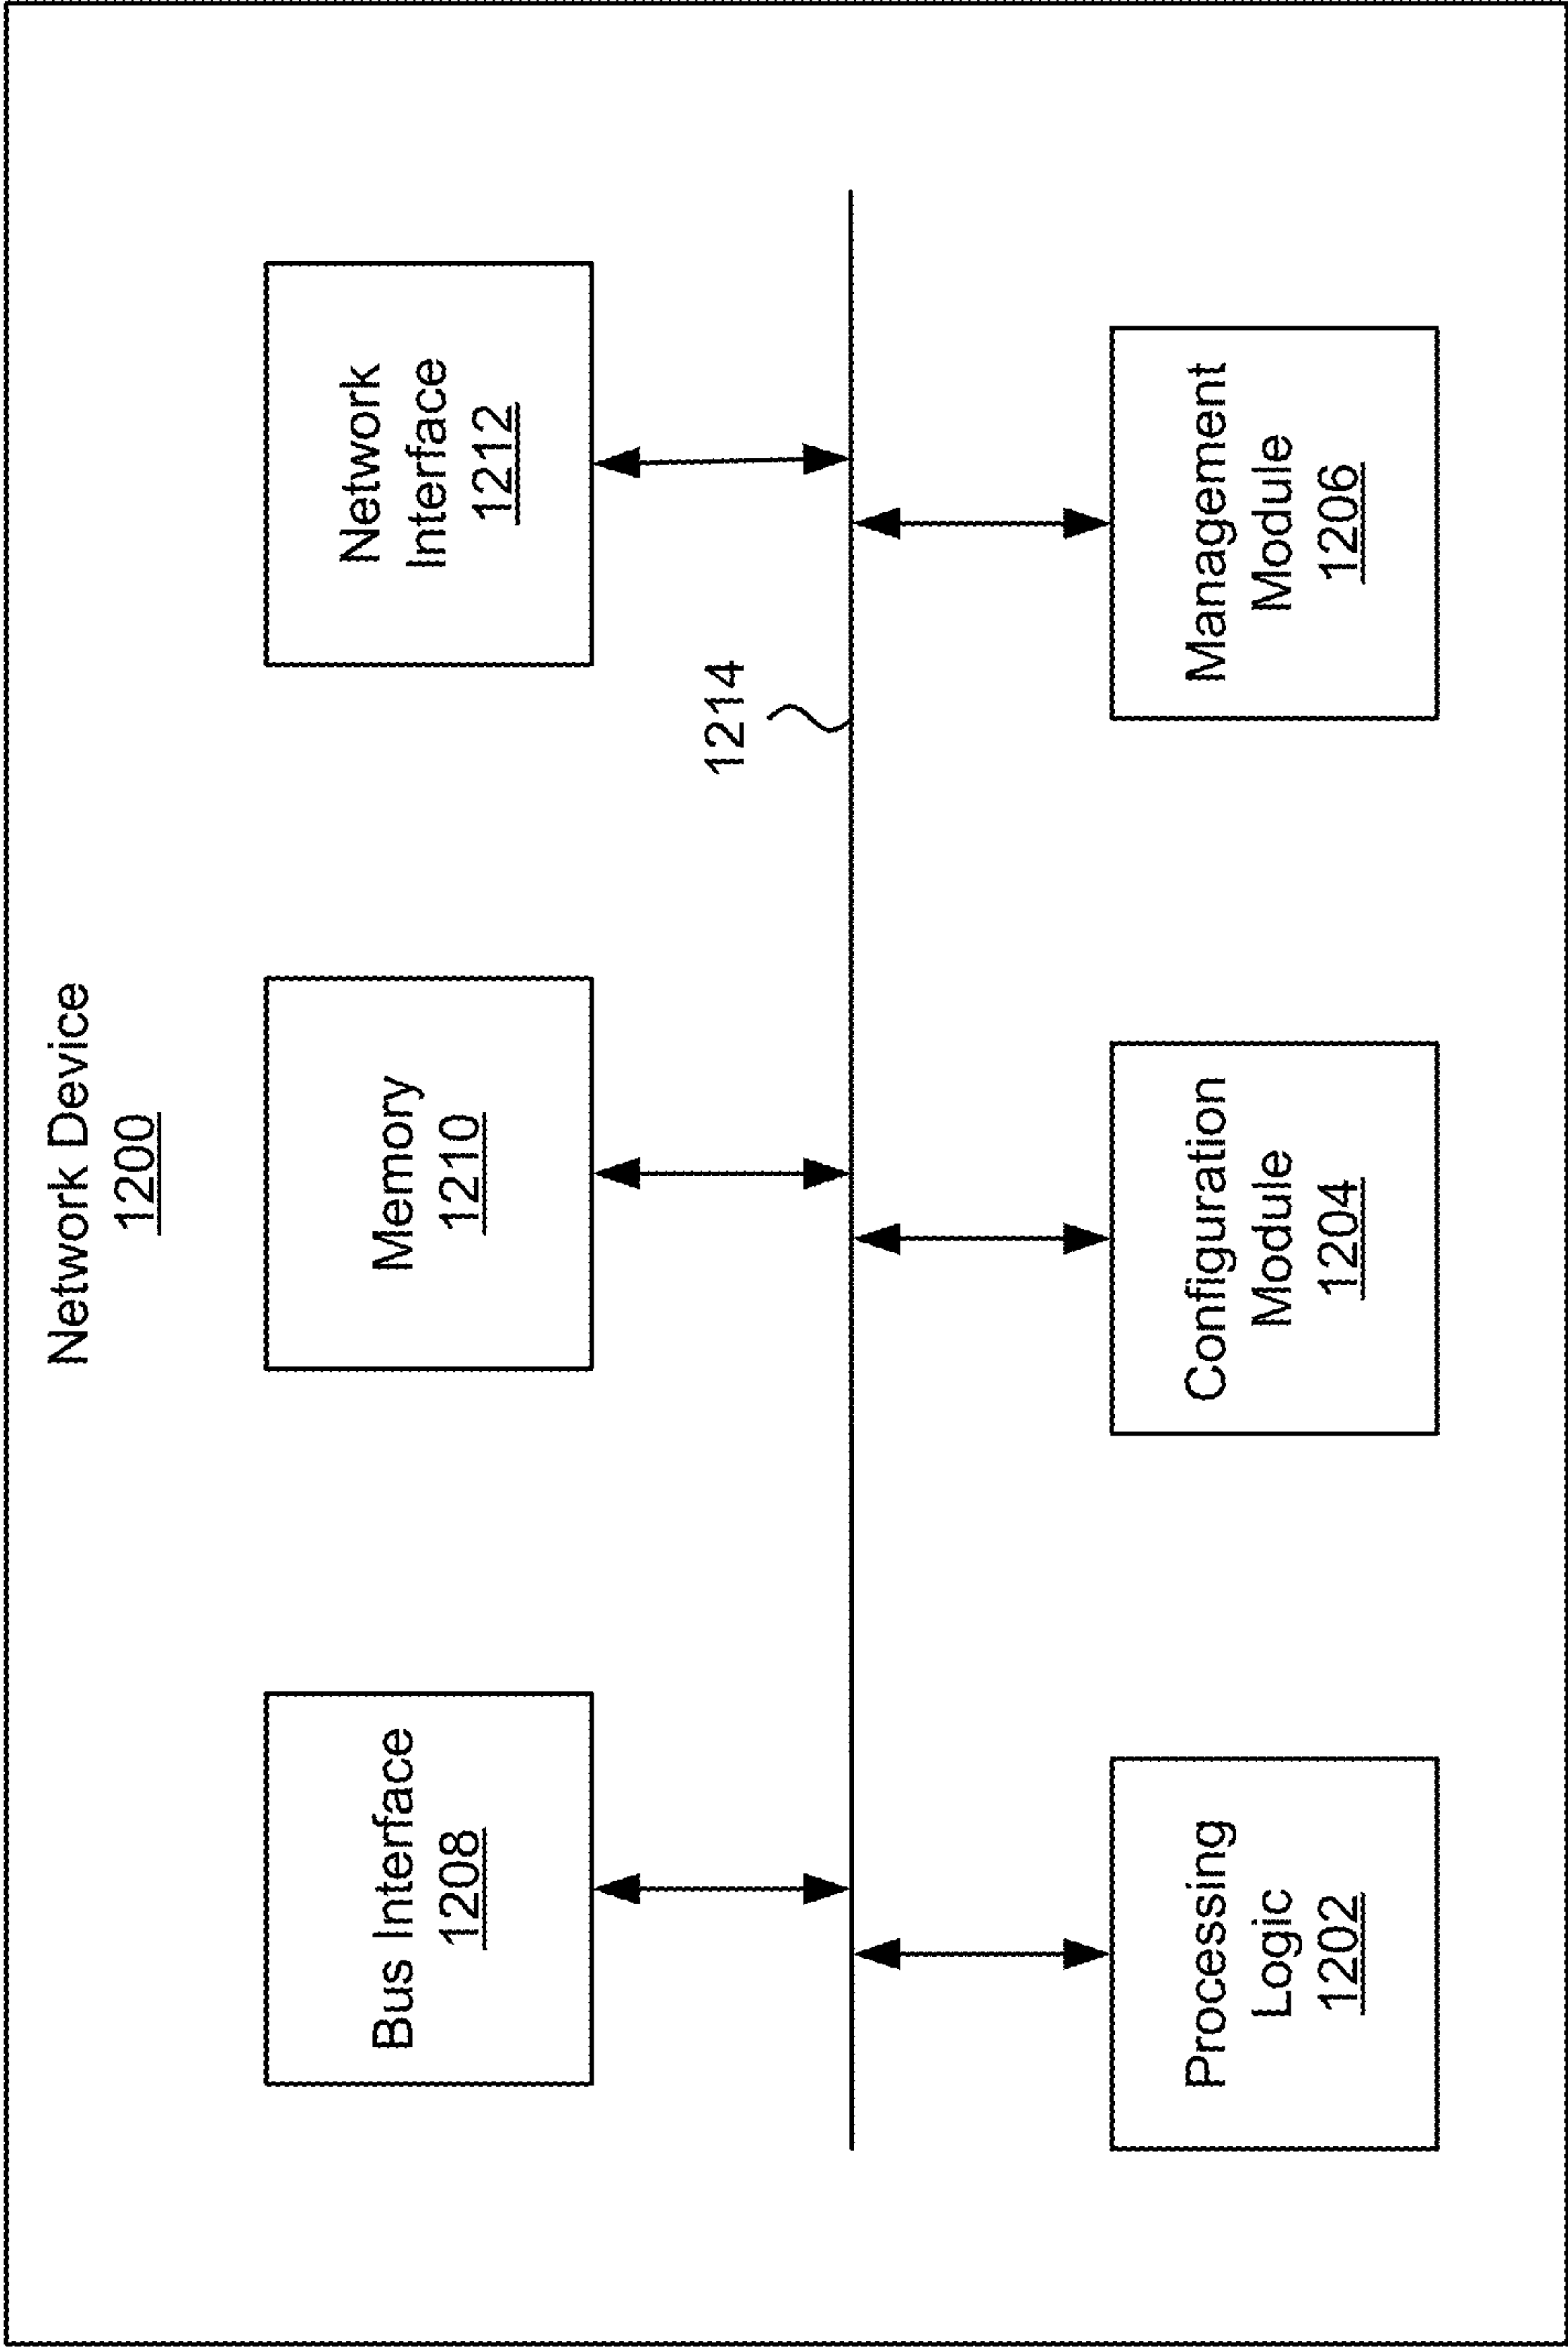 Network Device
1200
Bus Interface
1208
Memory
1210
Network
Interface
1212
1214
Processing
Logic
1202
Configuration
Module
1204
Management
Module
1206